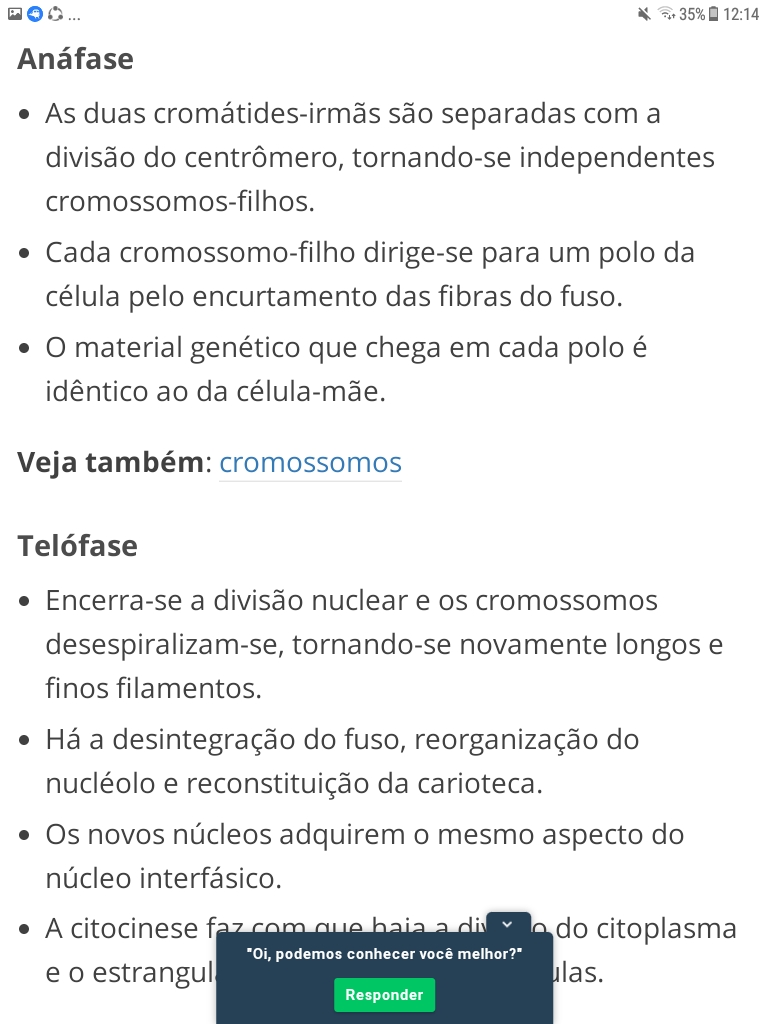 ... 35% 12:14
Anáfase
• As duas cromátides-irmãs são separadas com a
divisão do centrômero, tornando-se independentes
cromossomos-filhos.
• Cada cromossomo-filho dirige-se para um polo da
célula pelo encurtamento das fibras do fuso.
• O material genético que chega em cada polo é
idêntico ao da célula-mãe.
Veja também: cromossomos
Telófase
• Encerra-se a divisão nuclear e os cromossomos
desespiralizam-se, tornando-se novamente longos e
finos filamentos.
• Há a desintegração do fuso, reorganização do
nucléolo e reconstituição da carioteca.
• Os novos núcleos adquirem o mesmo aspecto do
núcleo interfásico.
• A citocinese faz com que haja a do citoplasma
e o
"Oi, podemos conhecer você melhor?"
Responder